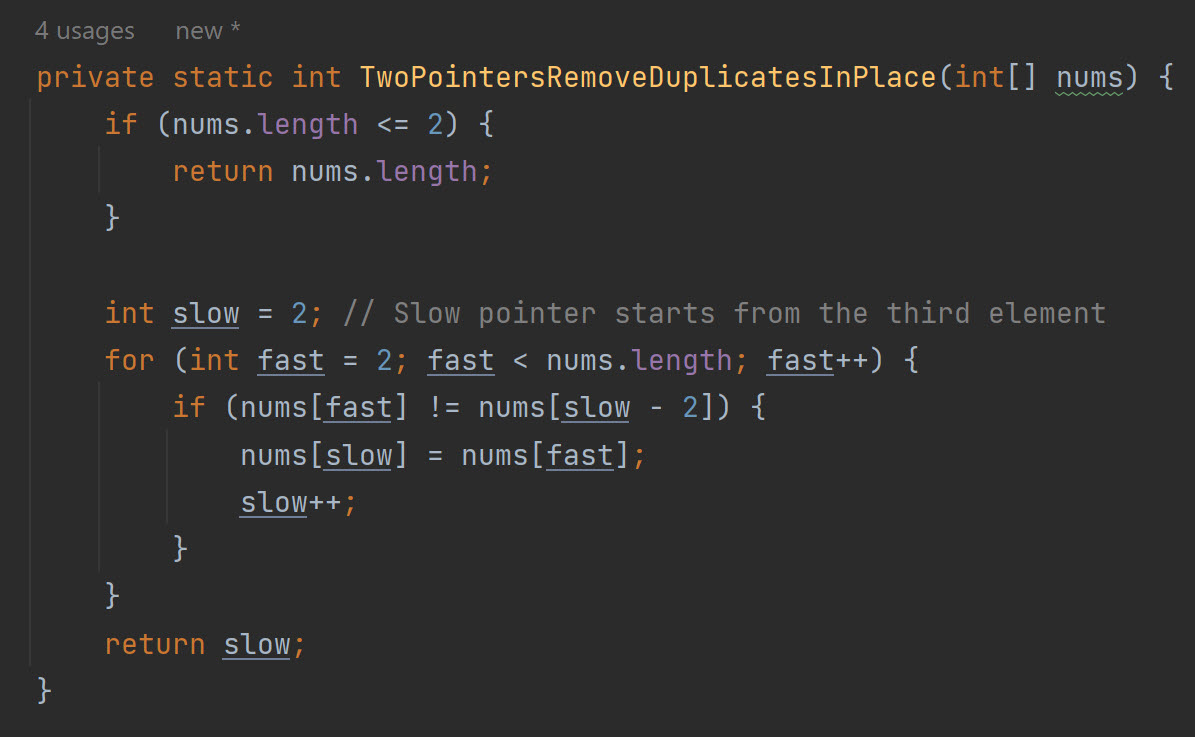 4 usages new *
private static int TwoPointersRemoveDuplicatesInPlace(int[] nums) {
    if (nums.length <= 2) {
        return nums.length;
    }

    int slow = 2; // Slow pointer starts from the third element
    for (int fast = 2; fast < nums.length; fast++) {
        if (nums[fast] != nums[slow - 2]) {
            nums[slow] = nums[fast];
            slow++;
        }
    }
    return slow;
}